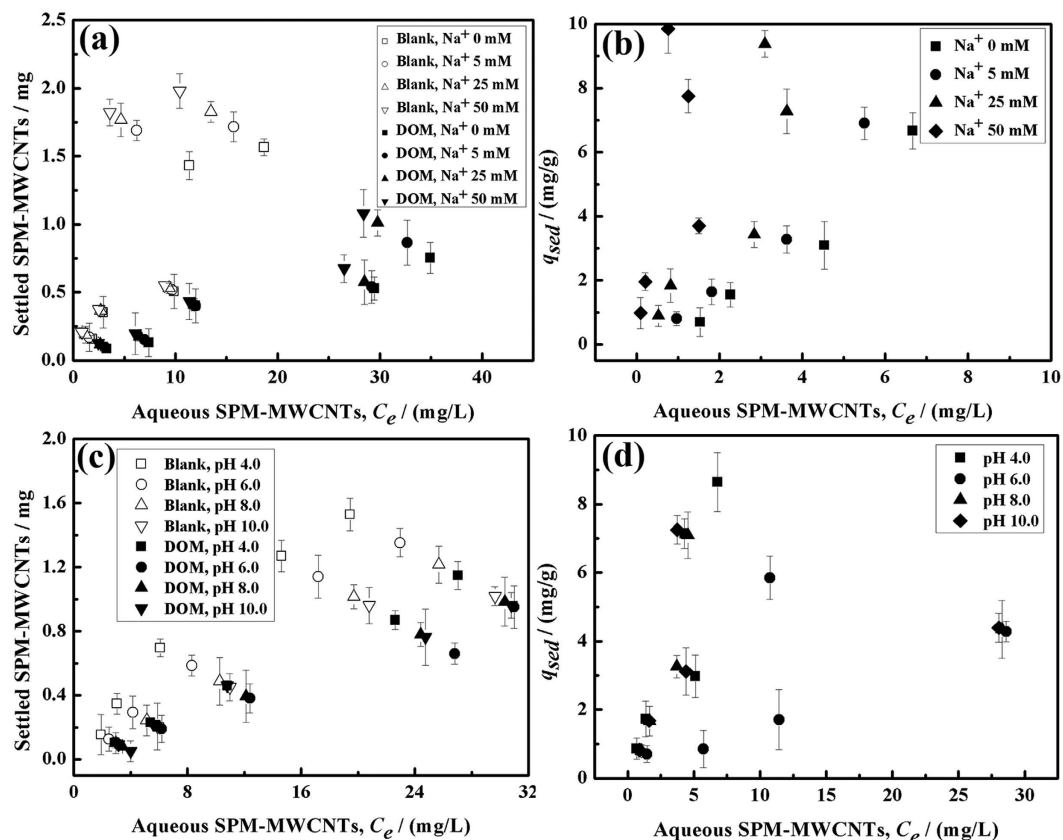 (a)
2.5
2.0
1.5
1.0
0.5
0.0
Settled SPM-MWCNTs / mg
Blank, Na⁺ 0 mM
Blank, Na⁺ 5 mM
Blank, Na⁺ 25 mM
Blank, Na⁺ 50 mM
DOM, Na⁺ 0 mM
DOM, Na⁺ 5 mM
DOM, Na⁺ 25 mM
DOM, Na⁺ 50 mM
0 10 20 30 40
Aqueous SPM-MWCNTs, Ce / (mg/L)
(b)
10
8
6
4
2
0
qsed / (mg/g)
Na⁺ 0 mM
Na⁺ 5 mM
Na⁺ 25 mM
Na⁺ 50 mM
0 2 4 6 8 10
Aqueous SPM-MWCNTs, Ce / (mg/L)
(c)
2.0
1.6
1.2
0.8
0.4
0.0
Settled SPM-MWCNTs / mg
Blank, pH 4.0
Blank, pH 6.0
Blank, pH 8.0
Blank, pH 10.0
DOM, pH 4.0
DOM, pH 6.0
DOM, pH 8.0
DOM, pH 10.0
0 8 16 24 32
Aqueous SPM-MWCNTs, Ce / (mg/L)
(d)
10
8
6
4
2
0
qsed / (mg/g)
pH 4.0
pH 6.0
pH 8.0
pH 10.0
0 5 10 15 20 25 30
Aqueous SPM-MWCNTs, Ce / (mg/L)